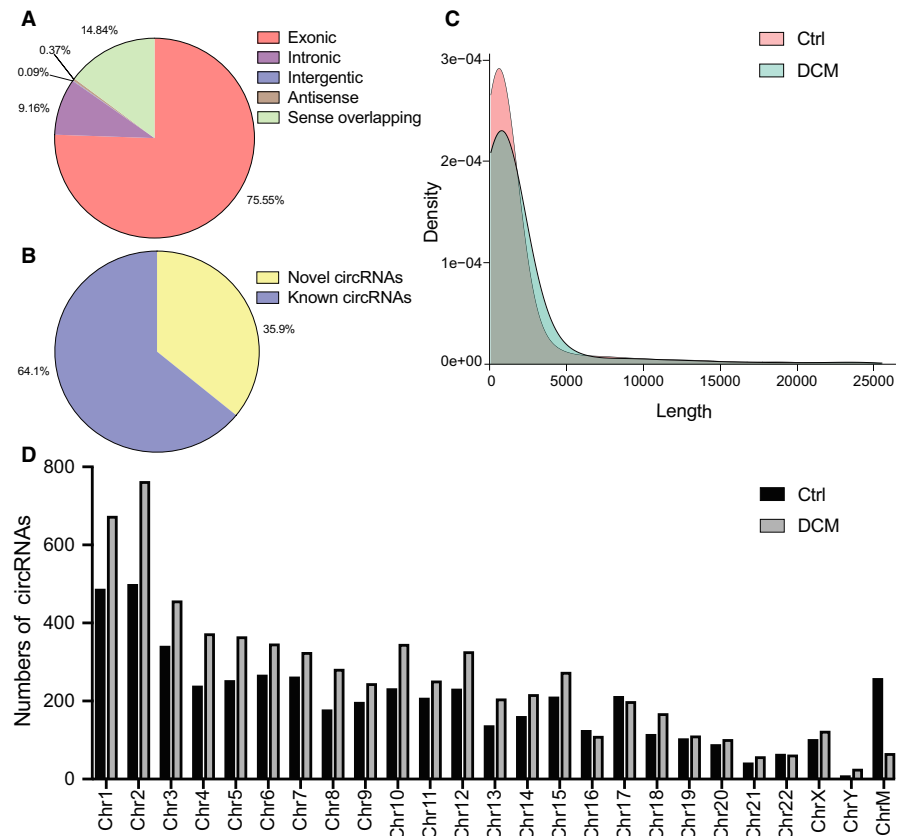 A
14.84%
0.37%
0.09%
9.16%
75.55%
Exonic
Intronic
Intergentic
Antisense
Sense overlapping
B
Novel circRNAs
Known circRNAs
35.9%
64.1%
C
Ctrl
DCM
3e−04
2e−04
1e−04
0e+00
Density
0 5000 10000 15000 20000 25000
Length
D
800
600
400
200
0
Numbers of circRNAs
Ctrl
DCM
Chr1 Chr2 Chr3 Chr4 Chr5 Chr6 Chr7 Chr8 Chr9 Chr10 Chr11 Chr12 Chr13 Chr14 Chr15 Chr16 Chr17 Chr18 Chr19 Chr20 Chr21 Chr22 ChrX ChrY ChrM